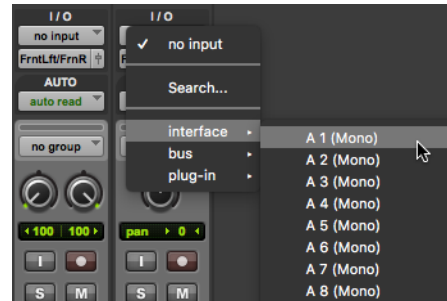 I / O
no input
FrntLft/FrnR
AUTO
auto read
no group
100 100
I
S M
I / O
no input
Search...
interface
bus
plug-in
A 1 (Mono)
A 2 (Mono)
A 3 (Mono)
A 4 (Mono)
A 5 (Mono)
A 6 (Mono)
A 7 (Mono)
A 8 (Mono)
pan 0
I
S M